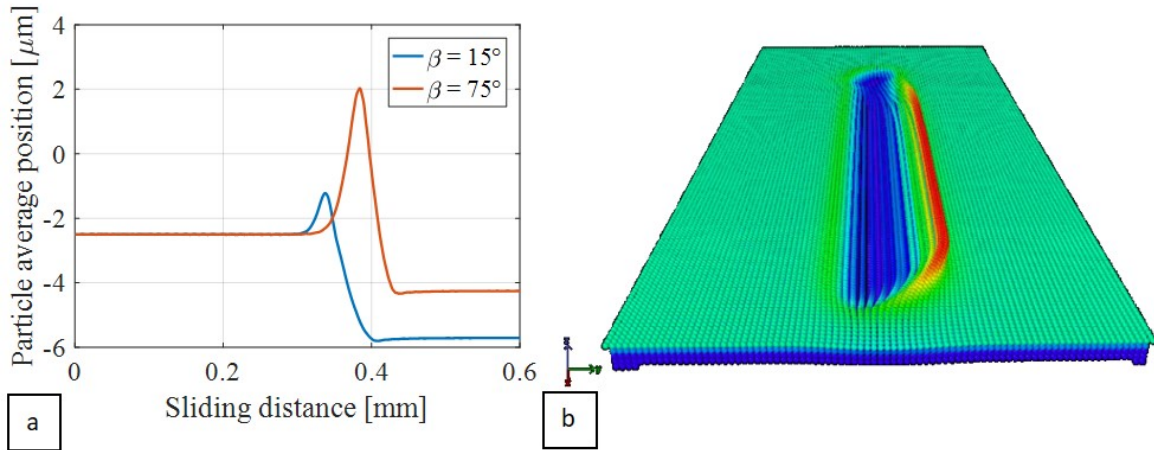 4
2
0
-2
-4
-6
Particle average position [μm]
β = 15°
β = 75°
0
0.2
0.4
0.6
Sliding distance [mm]
a
b